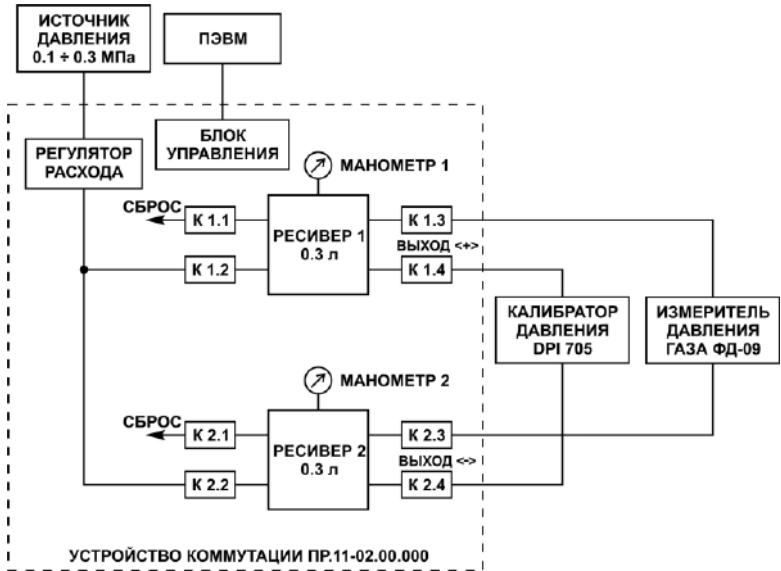 ИСТОЧНИК
ДАВЛЕНИЯ
0.1 ÷ 0.3 МПа
ПЭВМ
РЕГУЛЯТОР
РАСХОДА
БЛОК
УПРАВЛЕНИЯ
МАНОМЕТР 1
СБРОС
К 1.1
РЕСИВЕР 1
0.3 л
К 1.3
ВЫХОД <+>
К 1.2
К 1.4
КАЛИБРАТОР
ДАВЛЕНИЯ
DPI 705
ИЗМЕРИТЕЛЬ
ДАВЛЕНИЯ
ГАЗА ФД-09
МАНОМЕТР 2
СБРОС
К 2.1
РЕСИВЕР 2
0.3 л
К 2.3
ВЫХОД <->
К 2.2
К 2.4
УСТРОЙСТВО КОММУТАЦИИ ПР.11-02.00.000